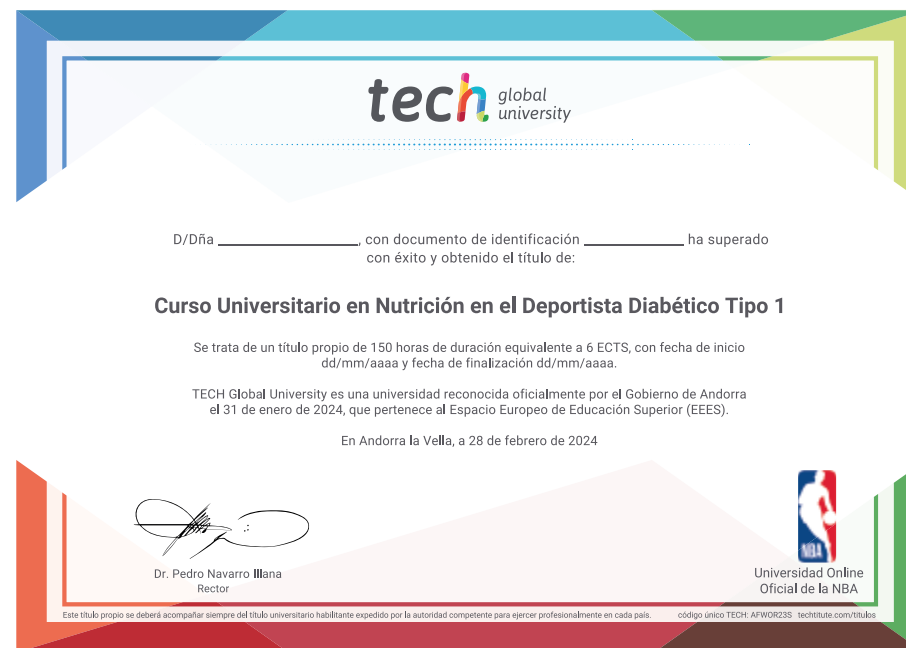 tech global university
D/Dña ____________________, con documento de identificación ______________ ha superado
con éxito y obtenido el título de:
Curso Universitario en Nutrición en el Deportista Diabético Tipo 1
Se trata de un título propio de 150 horas de duración equivalente a 6 ECTS, con fecha de inicio
dd/mm/aaaa y fecha de finalización dd/mm/aaaa.
TECH Global University es una universidad reconocida oficialmente por el Gobierno de Andorra
el 31 de enero de 2024, que pertenece al Espacio Europeo de Educación Superior (EEES).
En Andorra la Vella, a 28 de febrero de 2024
NBA
Dr. Pedro Navarro Illana
Rector
Universidad Online
Oficial de la NBA
Este título propio se deberá acompañar siempre del título universitario habilitante expedido por la autoridad competente para ejercer profesionalmente en cada país.
código único TECH: AFWOR23S techtitute.com/titulos